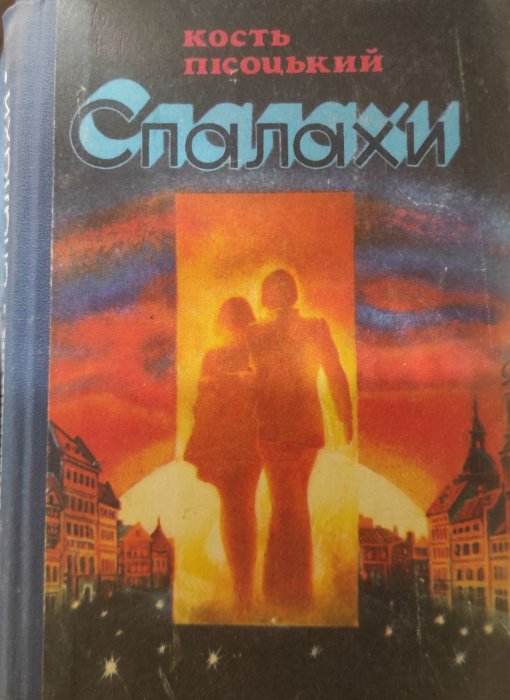 кость
пісоцький
Спалахи